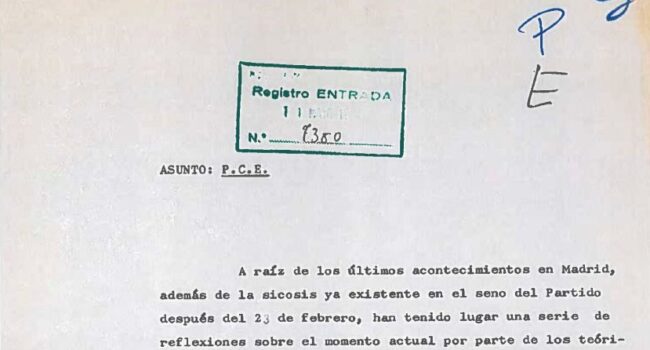 P
E
Registro ENTRADA
11
N.º 2380
ASUNTO: P.C.E.
A raíz de los últimos acontecimientos en Madrid,
además de la sicosis ya existente en el seno del Partido
después del 23 de febrero, han tenido lugar una serie de
reflexiones sobre el momento actual por parte de los teóri-